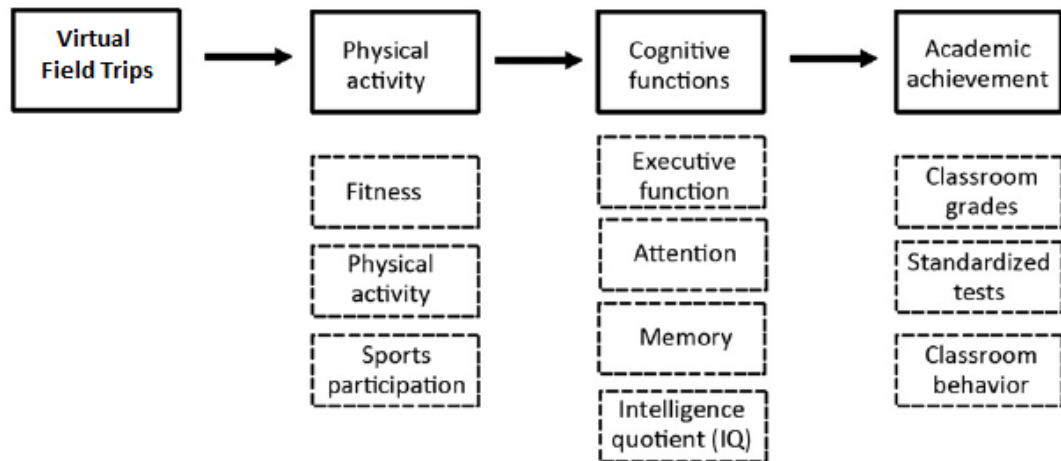 Virtual
Field Trips
Physical
activity
Cognitive
functions
Academic
achievement
Fitness
Physical
activity
Sports
participation
Executive
function
Attention
Memory
Intelligence
quotient (IQ)
Classroom
grades
Standardized
tests
Classroom
behavior